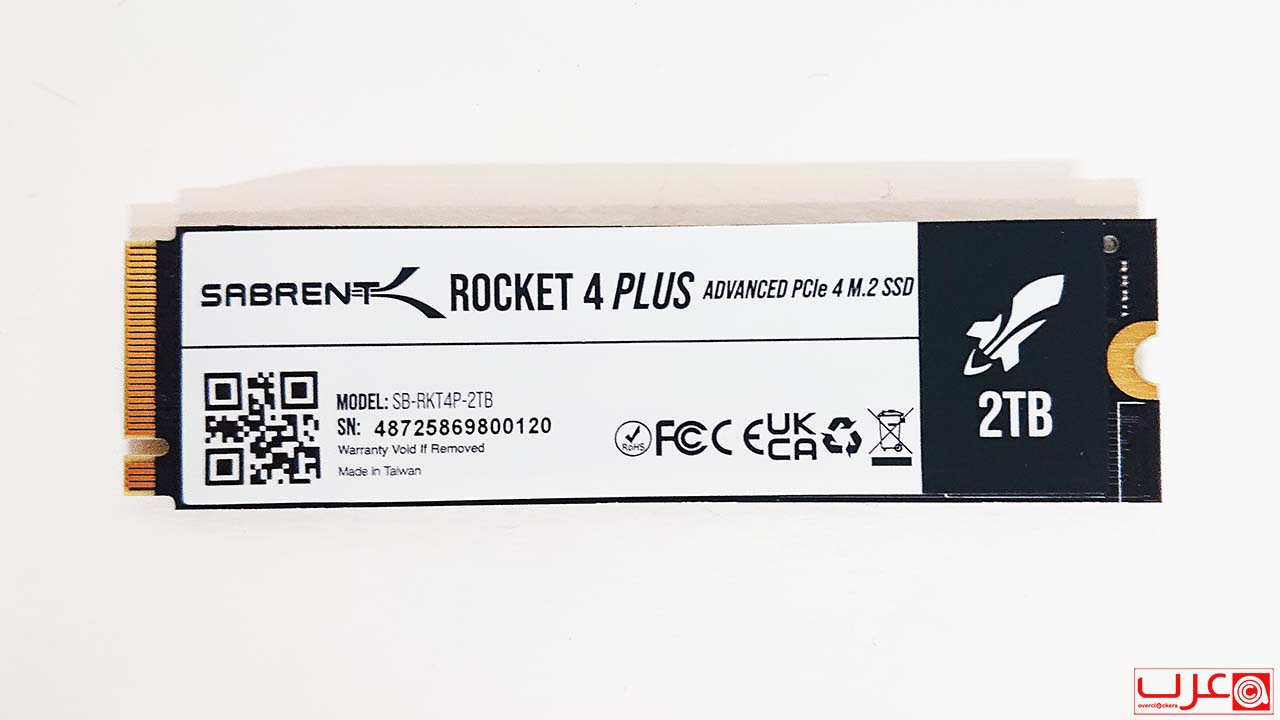 SABRENT ROCKET 4 PLUS ADVANCED PCIe 4 M.2 SSD
MODEL: SB-RKT4P-2TB
SN: 48725869800120
Warranty Void If Removed
Made in Taiwan
RoHS FC CE UK CA
2TB
عرب
overclockers